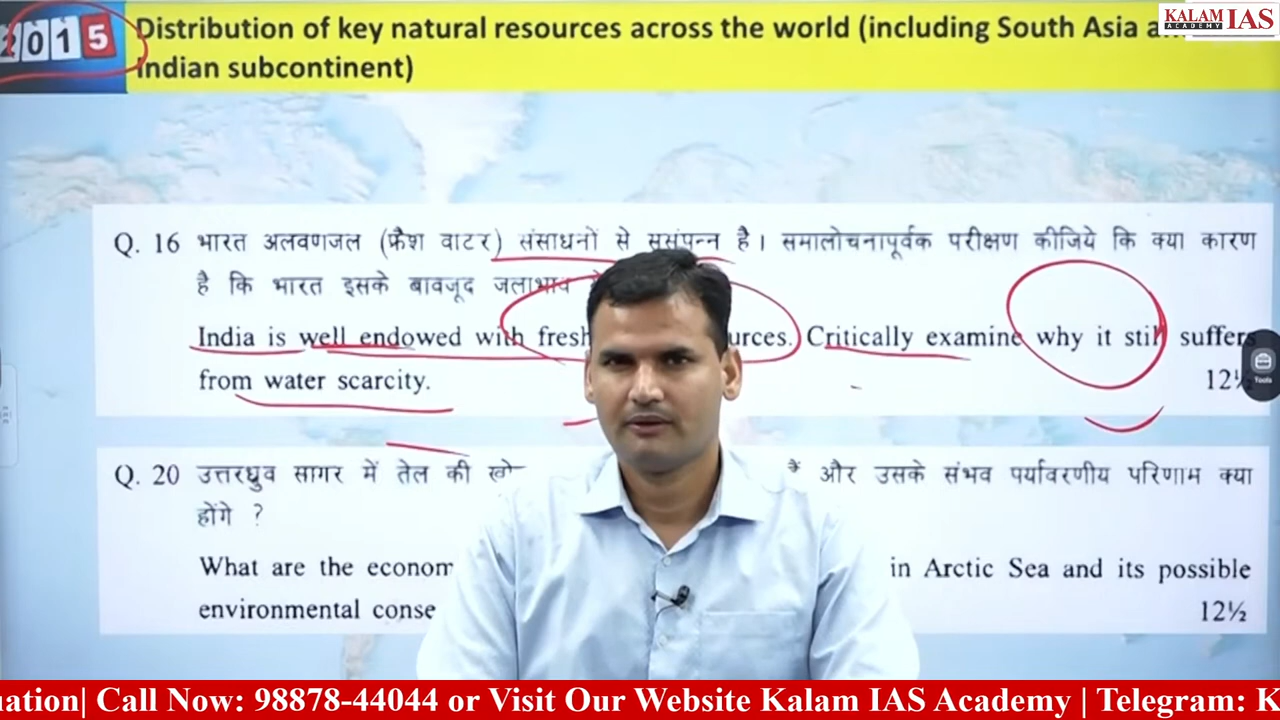 2015
Distribution of key natural resources across the world (including South Asia
Indian subcontinent)
KALAM IAS
ACADEMY
Q. 16 भारत अलवणजल (फ्रैश वाटर) संसाधनों से सुसंपन्न है। समालोचनापूर्वक परीक्षण कीजिये कि क्या कारण
है कि भारत इसके बावजूद जलाभाव
India is well endowed with fresh urces. Critically examine why it still suffers
from water scarcity. 12½
Tools
Q. 20 उत्तरध्रुव सागर में तेल की और उसके संभव पर्यावरणीय परिणाम क्या
होंगे ?
What are the econom in Arctic Sea and its possible
environmental conse 12½
uation| Call Now: 98878-44044 or Visit Our Website Kalam IAS Academy | Telegram: K